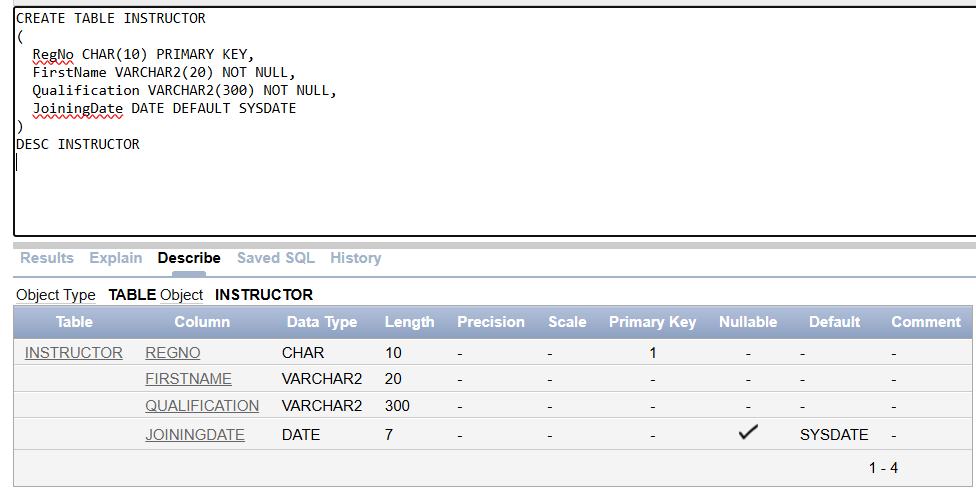 CREATE TABLE INSTRUCTOR
(
RegNo CHAR(10) PRIMARY KEY,
FirstName VARCHAR2(20) NOT NULL,
Qualification VARCHAR2(300) NOT NULL,
JoiningDate DATE DEFAULT SYSDATE
)
DESC INSTRUCTOR
Results Explain Describe Saved SQL History
Object Type TABLE Object INSTRUCTOR
Table Column Data Type Length Precision Scale Primary Key Nullable Default Comment
INSTRUCTOR REGNO CHAR 10 - - 1 - - -
FIRSTNAME VARCHAR2 20 - - - - - -
QUALIFICATION VARCHAR2 300 - - - - - -
JOININGDATE DATE 7 - - - ✓ SYSDATE -
1 - 4